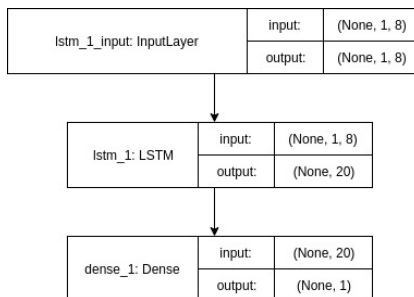 lstm_1_input: InputLayer
input: (None, 1, 8)
output: (None, 1, 8)
lstm_1: LSTM
input: (None, 1, 8)
output: (None, 20)
dense_1: Dense
input: (None, 20)
output: (None, 1)